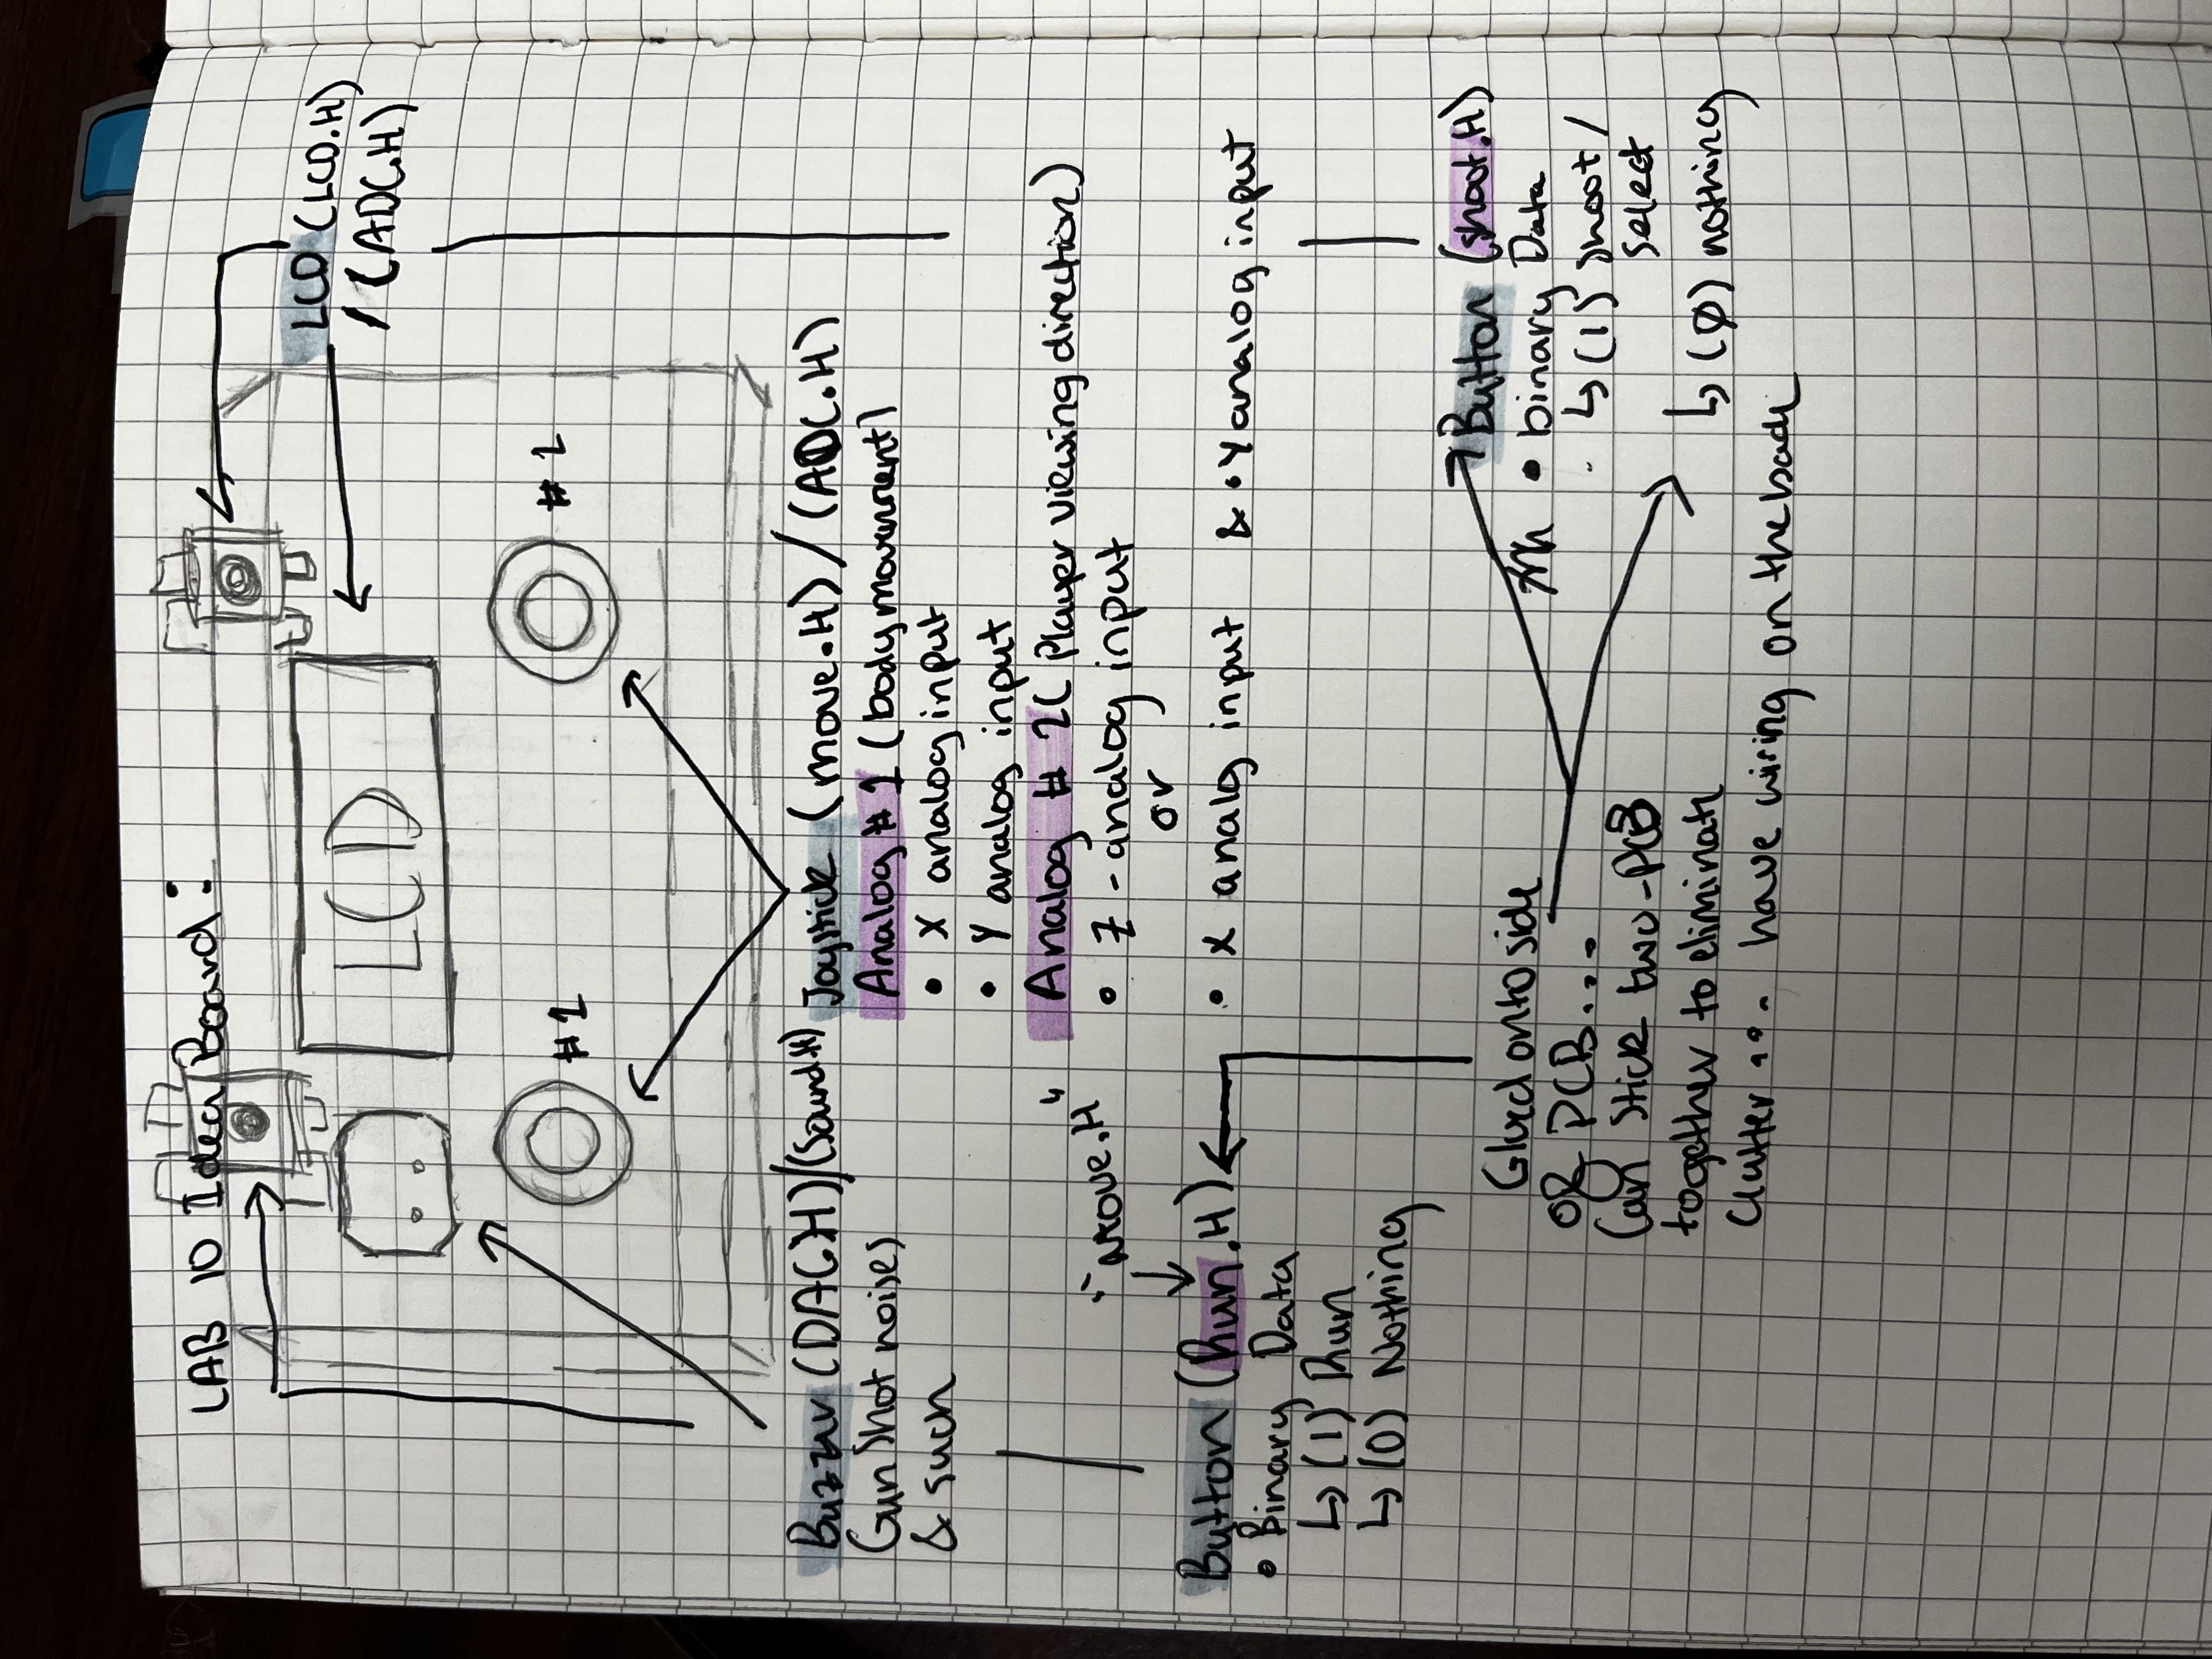 LAB 10 Idea Board:
LCD (LCD.H)
/ (ADC.H)
LCD
#1
#2
Buzzer (DAC.H)/(Sound.H)
Gun Shot noises
& such
Joystick (move.H) / (ADC.H)
Analog #1 (body movement)
• X analog input
• Y analog input
Analog # 2 ( Player viewing direction)
• Z - analog input
or
• X analg input & • Y analog input
"move.H"
Button (Run.H)
• Binary Data
↳ (1) Run
↳ (0) Nothing
Glued onto side
of PCB...
Can Stick two-PCB
together to eliminate
Clutter ... have wiring on the back
Button (shoot.H)
• binary Data
↳ (1) shoot /
select
↳ (0) nothing